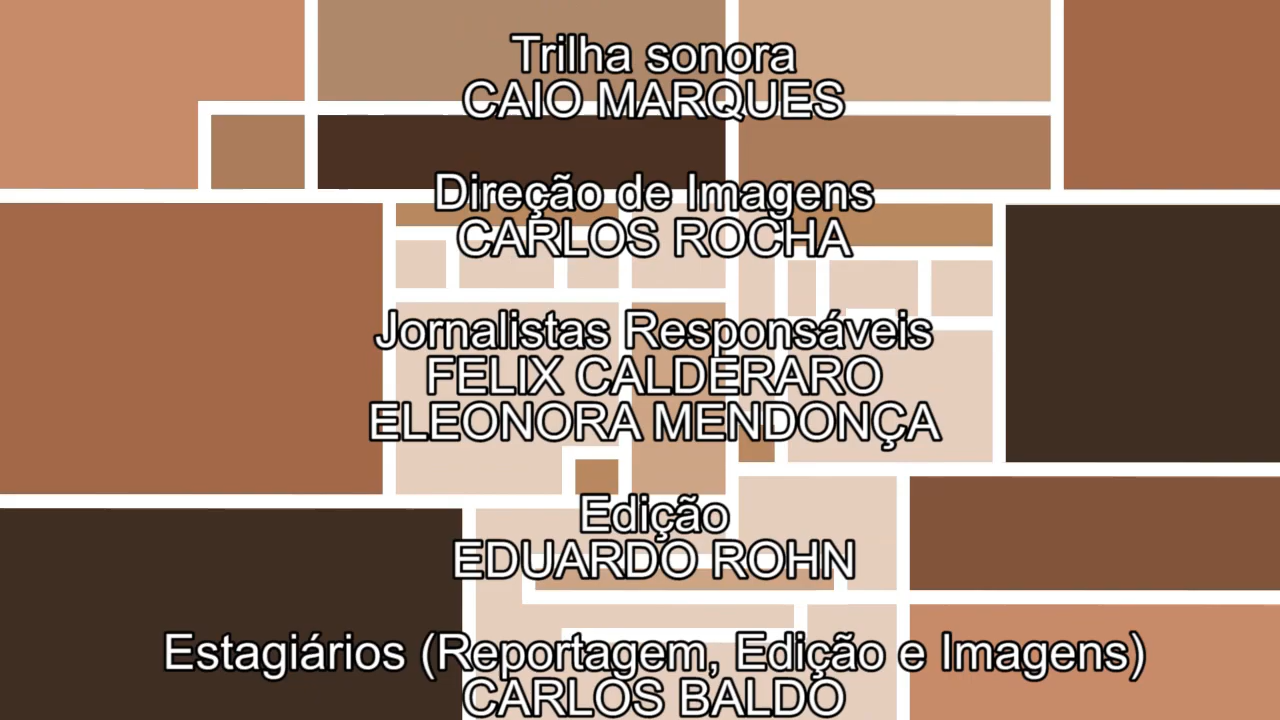 Trilha sonora
CAIO MARQUES
Direção de Imagens
CARLOS ROCHA
Jornalistas Responsáveis
FELIX CALDERARO
ELEONORA MENDONÇA
Edição
EDUARDO ROHN
Estagiários (Reportagem, Edição e Imagens)
CARLOS BALDO